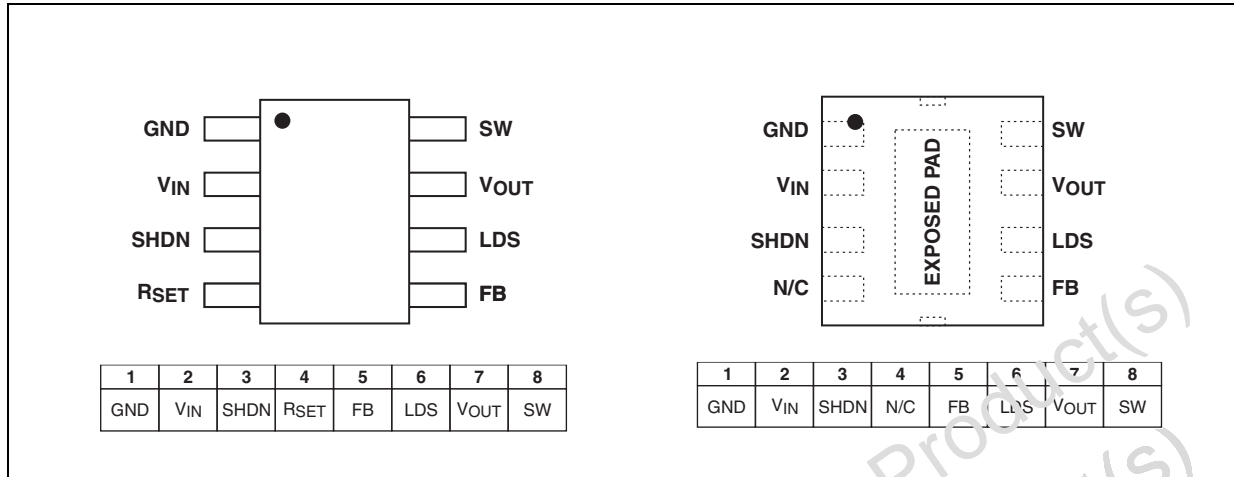 GND SW
VIN VOUT
SHDN LDS
RSET FB
1 2 3 4 5 6 7 8
GND VIN SHDN RSET FB LDS VOUT SW
GND SW
VIN VOUT
SHDN LDS
N/C FB
EXPOSED PAD
1 2 3 4 5 6 7 8
GND VIN SHDN N/C FB LDS VOUT SW
Product(s)